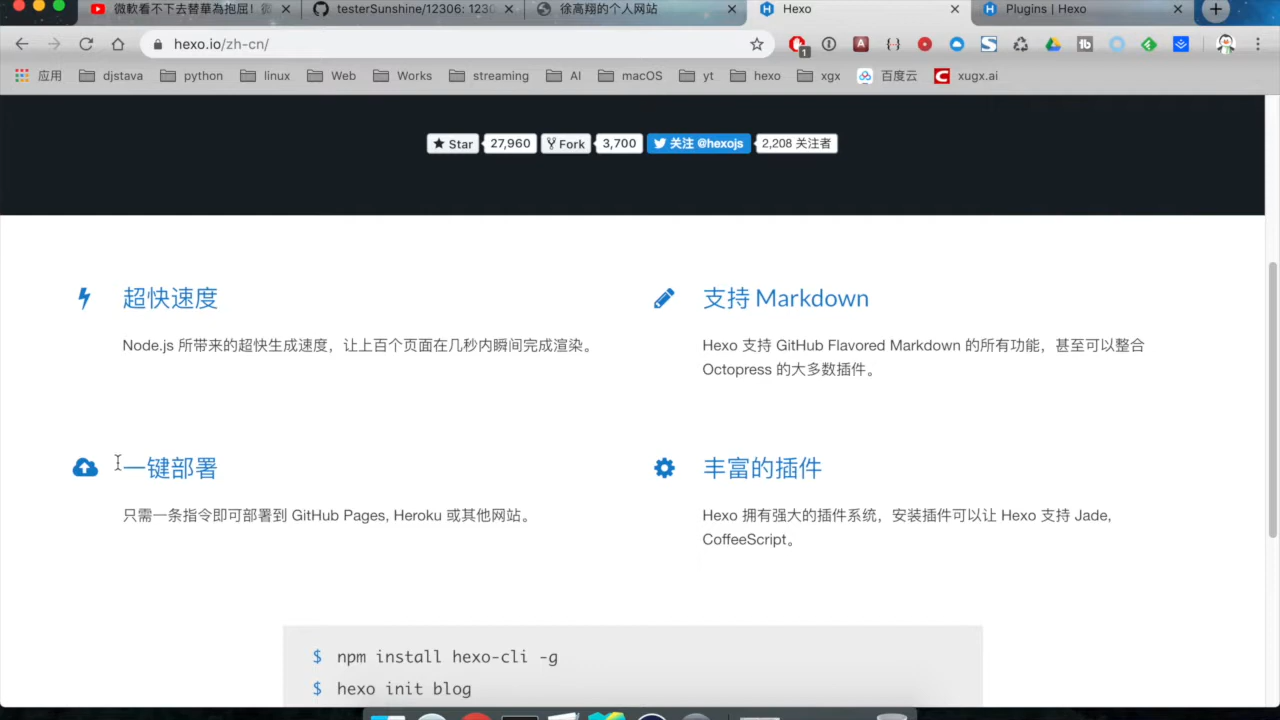 微軟看不下去替華為抱屈！微
testerSunshine/12306: 1230
徐高翔的个人网站
Hexo
Plugins | Hexo
hexo.io/zh-cn/
1
应用
djstava
python
linux
Web
Works
streaming
AI
macOS
yt
hexo
xgx
百度云
xugx.ai
Star
27,960
Fork
3,700
关注 @hexojs
2,208 关注者
超快速度
支持 Markdown
Node.js 所带来的超快生成速度，让上百个页面在几秒内瞬间完成渲染。
Hexo 支持 GitHub Flavored Markdown 的所有功能，甚至可以整合
Octopress 的大多数插件。
一键部署
丰富的插件
只需一条指令即可部署到 GitHub Pages, Heroku 或其他网站。
Hexo 拥有强大的插件系统，安装插件可以让 Hexo 支持 Jade,
CoffeeScript。
$ npm install hexo-cli -g
$ hexo init blog